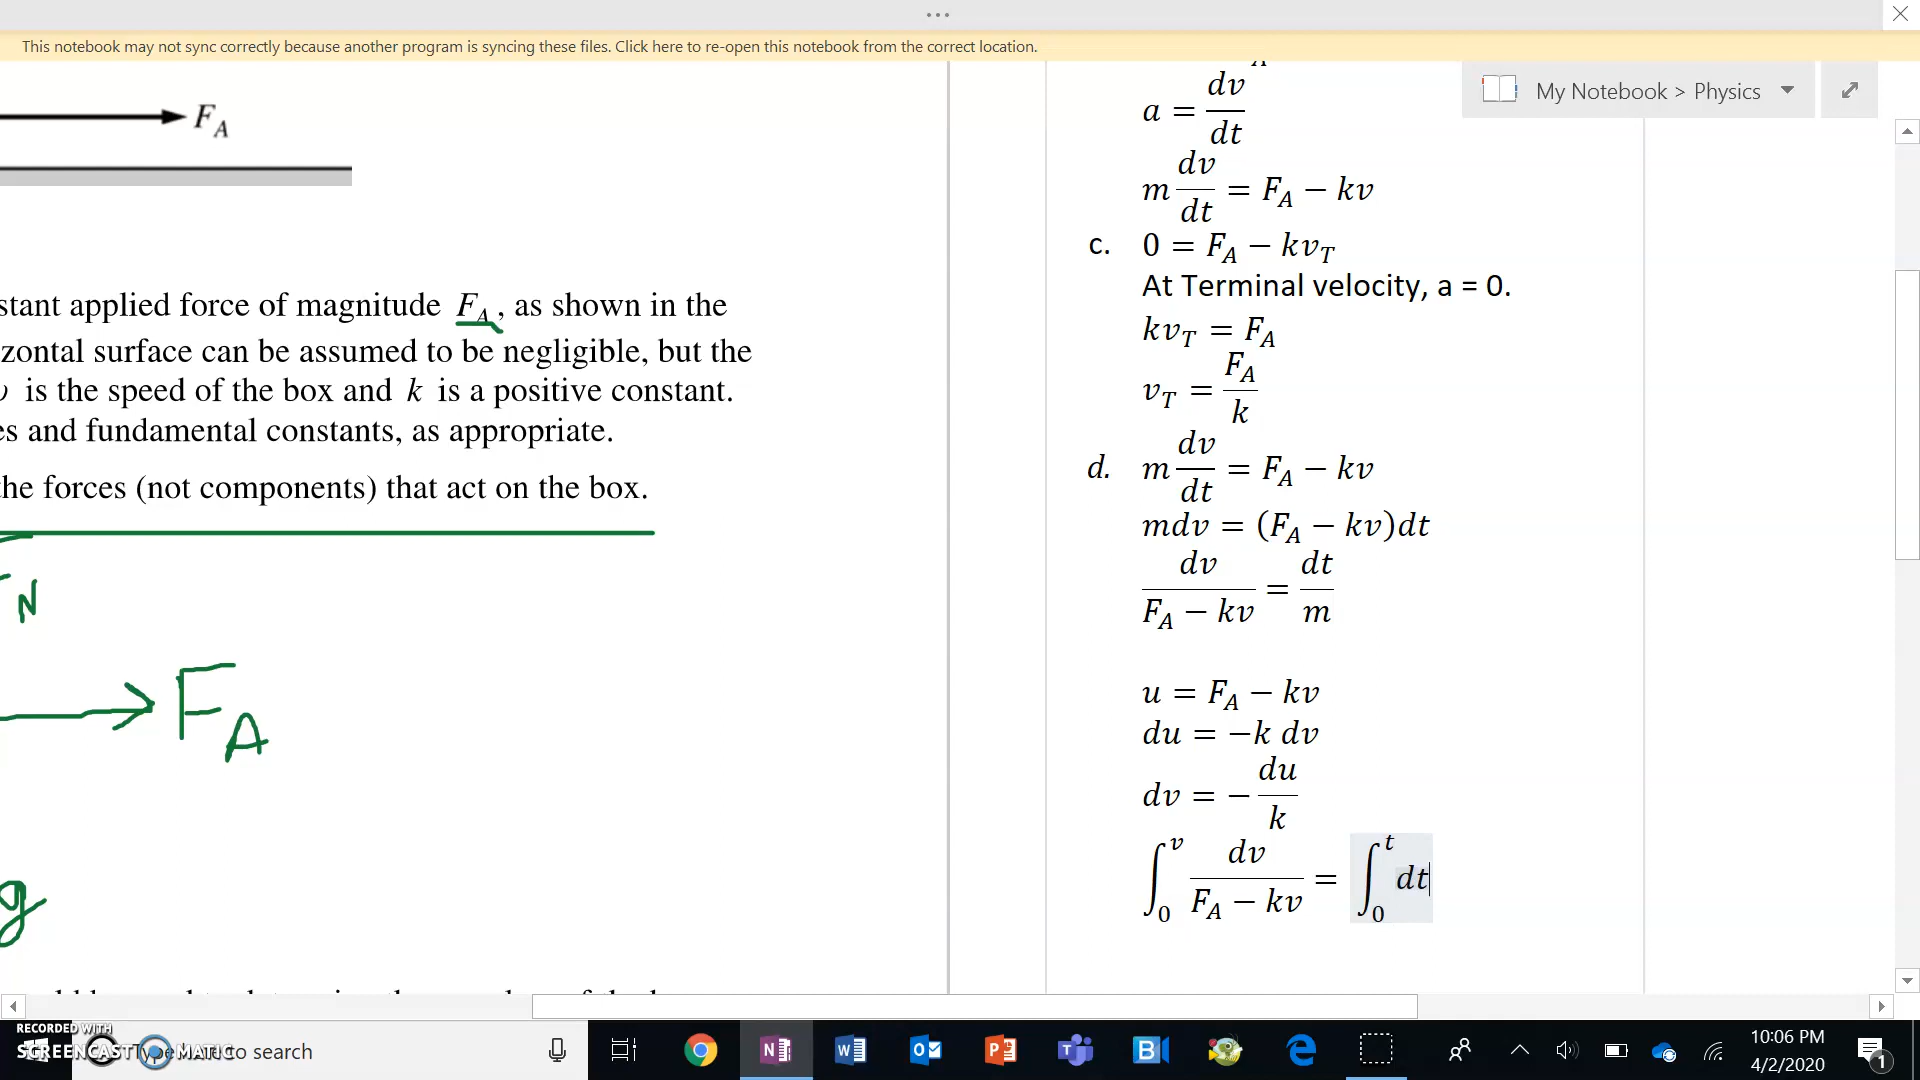 This notebook may not sync correctly because another program is syncing these files. Click here to re-open this notebook from the correct location.
My Notebook > Physics
F_A
stant applied force of magnitude F_A, as shown in the
zontal surface can be assumed to be negligible, but the
υ is the speed of the box and k is a positive constant.
es and fundamental constants, as appropriate.
he forces (not components) that act on the box.
N
F_A
g
a = dv/dt
m dv/dt = F_A − kv
c. 0 = F_A − kv_T
At Terminal velocity, a = 0.
kv_T = F_A
v_T = F_A/k
d. m dv/dt = F_A − kv
mdv = (F_A − kv)dt
dv/(F_A − kv) = dt/m
u = F_A − kv
du = −k dv
dv = − du/k
∫_0^v dv/(F_A − kv) = ∫_0^t dt
RECORDED WITH
SCREENCAST MATIC
Type here to search
10:06 PM
4/2/2020
1